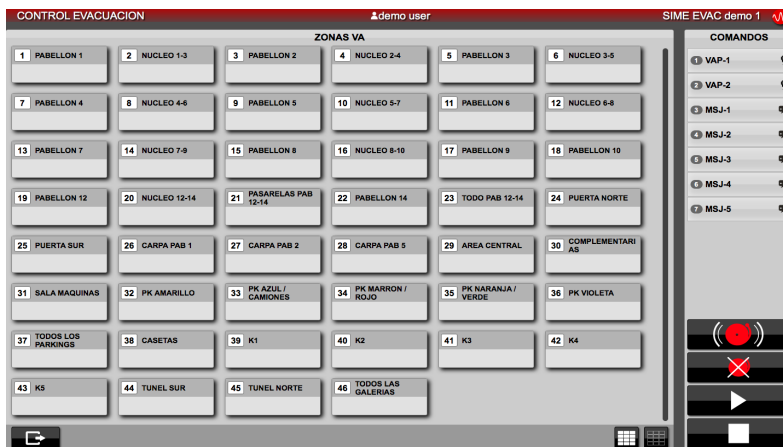 CONTROL EVACUACION demo user SIME EVAC demo 1
ZONAS VA
1 PABELLON 1
2 NUCLEO 1-3
3 PABELLON 2
4 NUCLEO 2-4
5 PABELLON 3
6 NUCLEO 3-5
7 PABELLON 4
8 NUCLEO 4-6
9 PABELLON 5
10 NUCLEO 5-7
11 PABELLON 6
12 NUCLEO 6-8
13 PABELLON 7
14 NUCLEO 7-9
15 PABELLON 8
16 NUCLEO 8-10
17 PABELLON 9
18 PABELLON 10
19 PABELLON 12
20 NUCLEO 12-14
21 PASARELAS PAB
12-14
22 PABELLON 14
23 TODO PAB 12-14
24 PUERTA NORTE
25 PUERTA SUR
26 CARPA PAB 1
27 CARPA PAB 2
28 CARPA PAB 5
29 AREA CENTRAL
30 COMPLEMENTARI
AS
31 SALA MAQUINAS
32 PK AMARILLO
33 PK AZUL /
CAMIONES
34 PK MARRON /
ROJO
35 PK NARANJA /
VERDE
36 PK VIOLETA
37 TODOS LOS
PARKINGS
38 CASETAS
39 K1
40 K2
41 K3
42 K4
43 K5
44 TUNEL SUR
45 TUNEL NORTE
46 TODOS LAS
GALERIAS
COMANDOS
1 VAP-1
2 VAP-2
3 MSJ-1
4 MSJ-2
5 MSJ-3
6 MSJ-4
7 MSJ-5